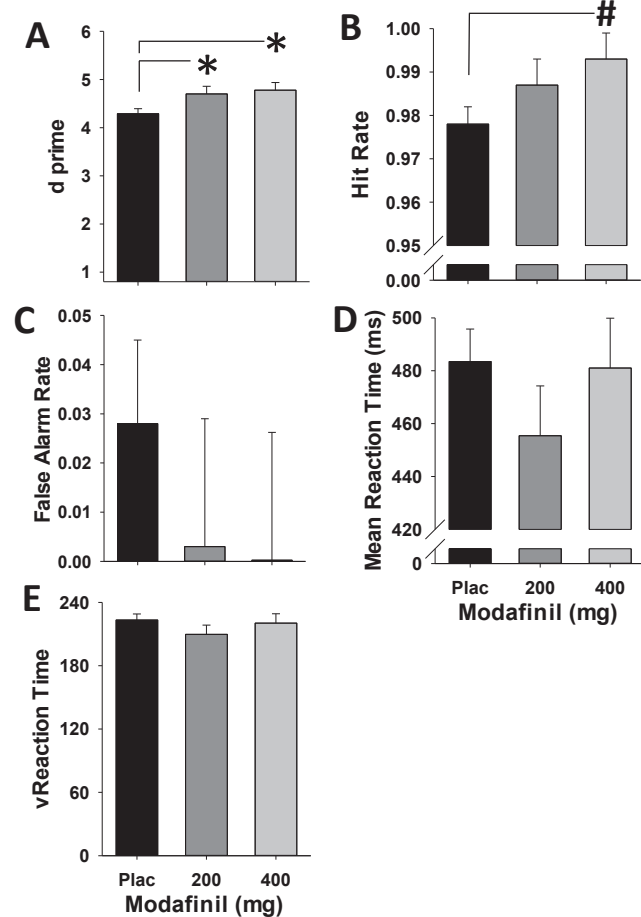 A
6
5
4
3
2
1
d prime
*
*
B
1.00
0.99
0.98
0.97
0.96
0.95
0.00
Hit Rate
#
C
0.05
0.04
0.03
0.02
0.01
0.00
False Alarm Rate
D
500
480
460
440
420
0
Mean Reaction Time (ms)
Plac 200 400
Modafinil (mg)
E
240
180
120
60
0
vReaction Time
Plac 200 400
Modafinil (mg)